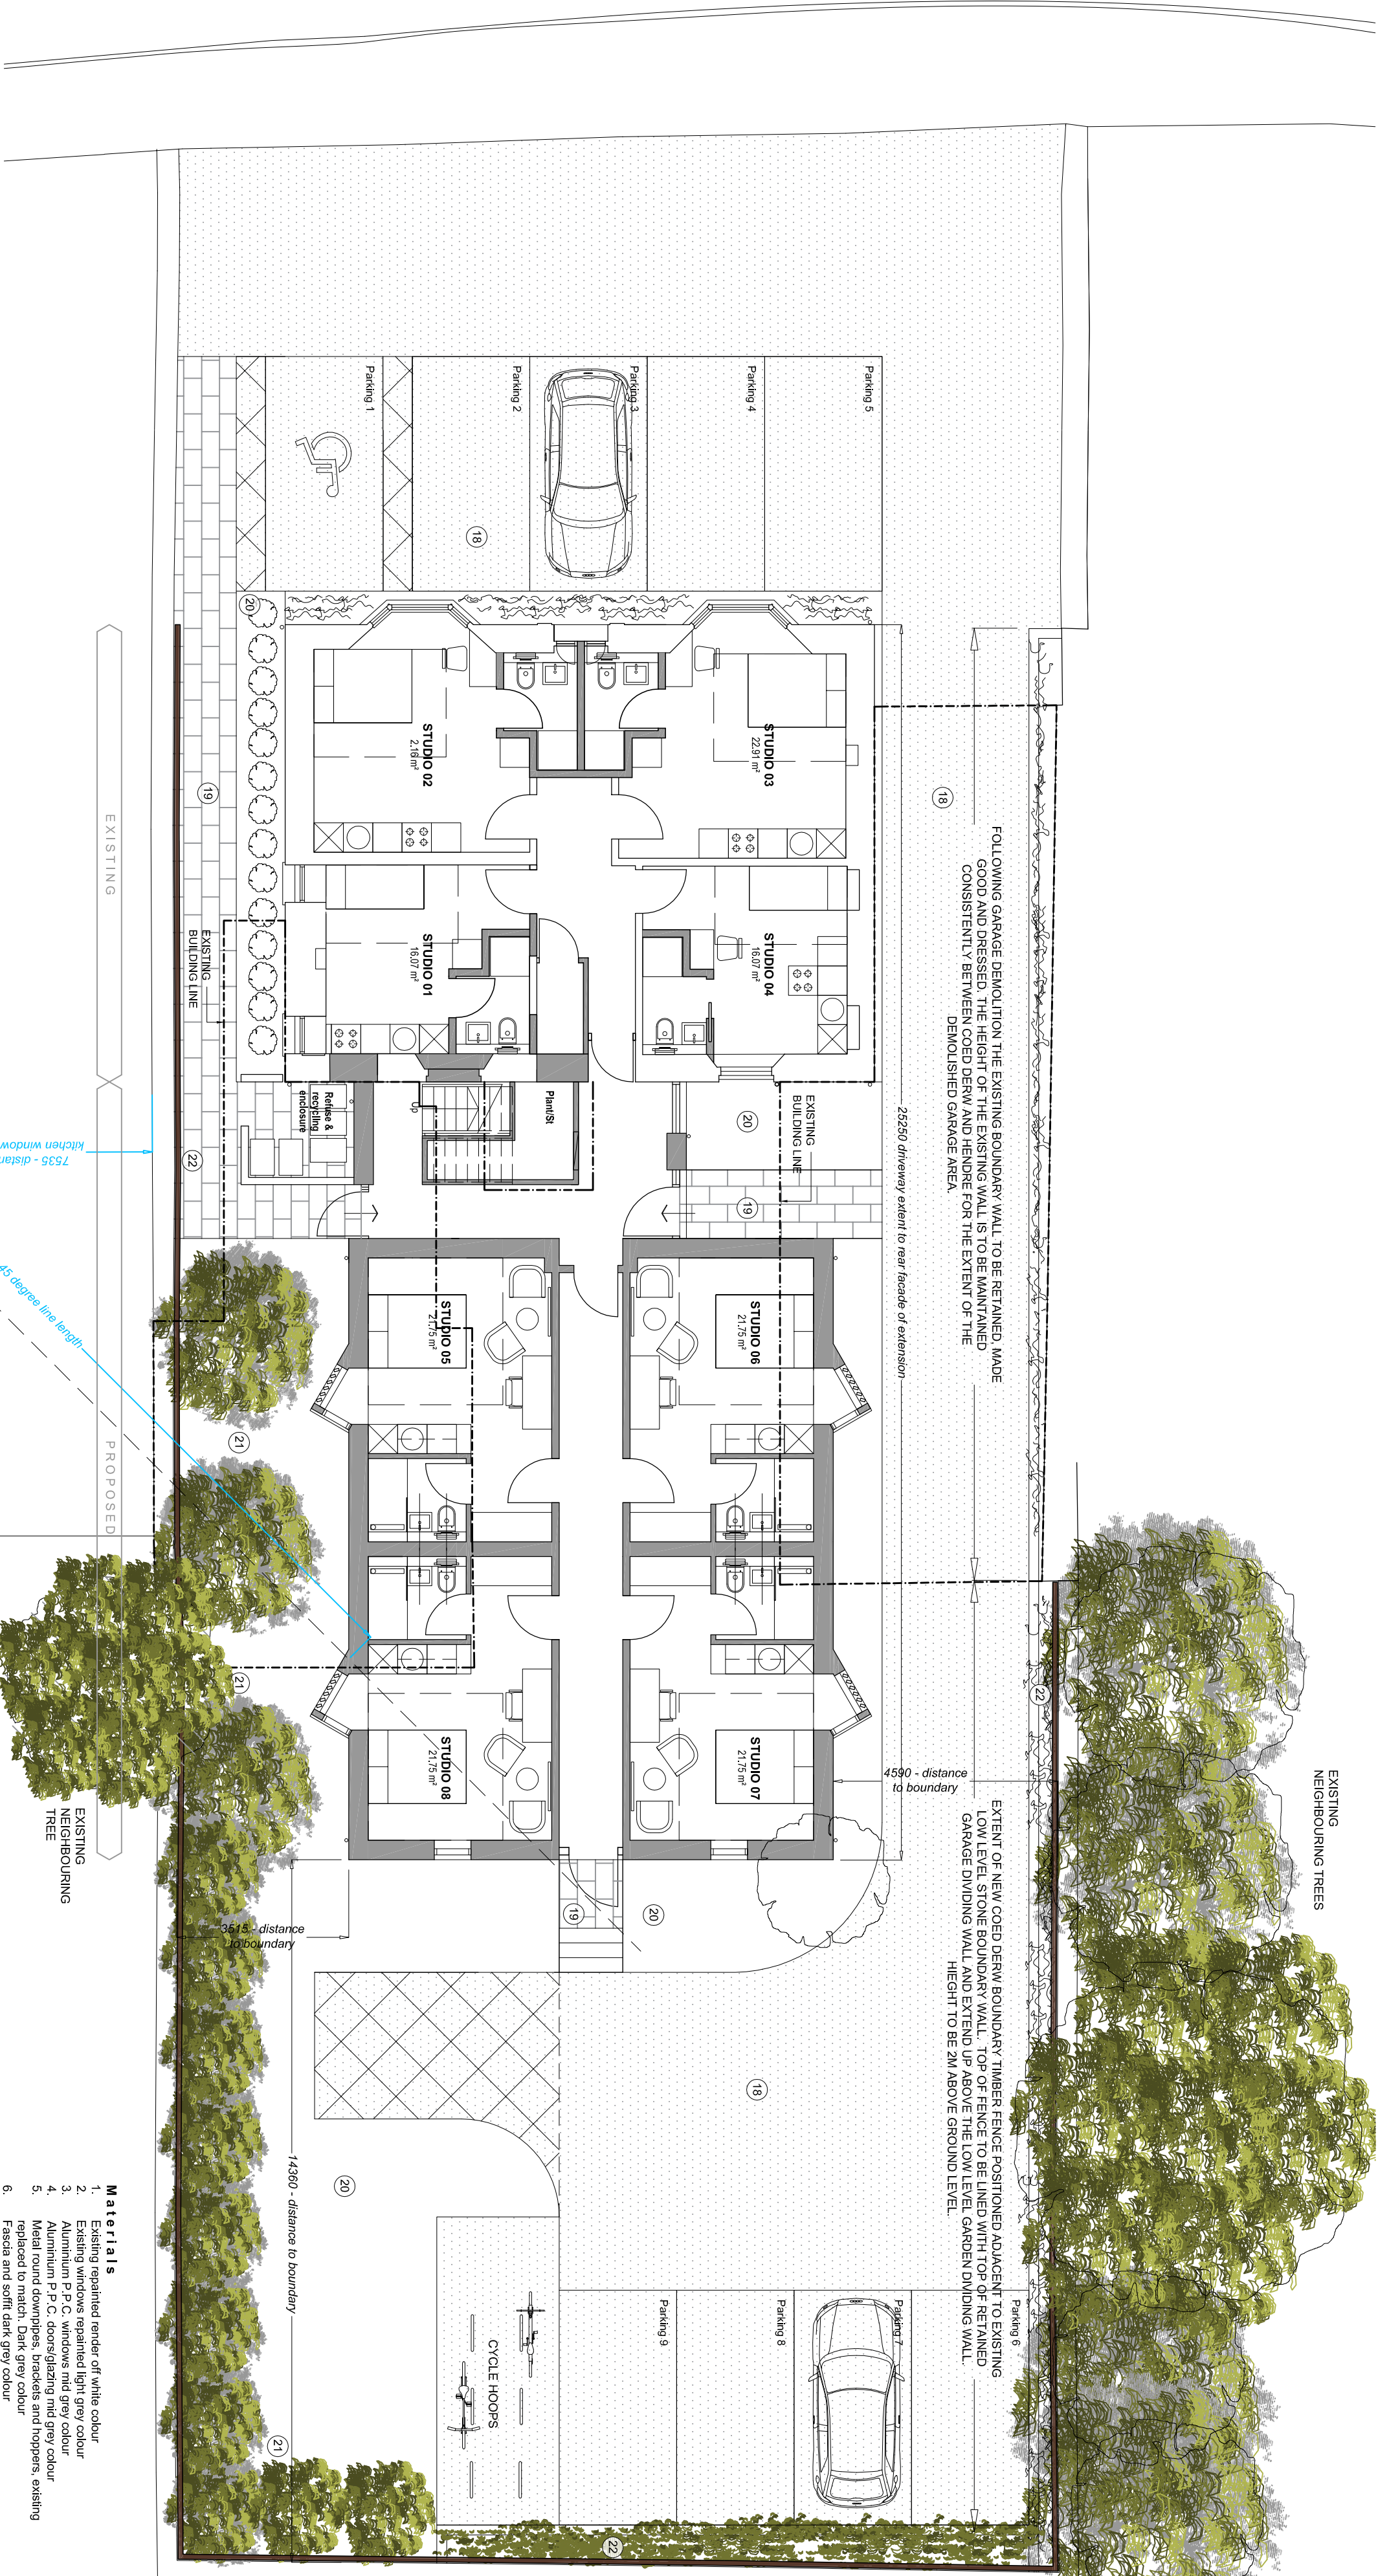 Parking 1
Parking 2
Parking 3
Parking 4
Parking 5
18
20
STUDIO 02
2.16 m²
STUDIO 03
22.91 m²
19
18
STUDIO 01
16.07 m²
STUDIO 04
16.07 m²
EXISTING
BUILDING LINE
EXISTING
FOLLOWING GARAGE DEMOLITION THE EXISTING BOUNDARY WALL TO BE RETAINED, MADE
GOOD AND DRESSED. THE HEIGHT OF THE EXISTING WALL IS TO BE MAINTAINED
CONSISTENTLY BETWEEN COED DERW AND HENDRE FOR THE EXTENT OF THE
DEMOLISHED GARAGE AREA.
Refuse &
recycling
enclosure
Up
Plant/St
20
EXISTING
BUILDING LINE
19
22
25250 driveway extent to rear facade of extension
7535 - distan
kitchen window
45 degree line length
STUDIO 05
21.75 m²
STUDIO 06
21.75 m²
21
PROPOSED
21
22
STUDIO 08
21.75 m²
STUDIO 07
21.75 m²
4590 - distance
to boundary
EXISTING
NEIGHBOURING TREES
EXISTING
NEIGHBOURING
TREE
EXTENT OF NEW COED DERW BOUNDARY TIMBER FENCE POSITIONED ADJACENT TO EXISTING
LOW LEVEL STONE BOUNDARY WALL. TOP OF FENCE TO BE LINED WITH TOP OF RETAINED
GARAGE DIVIDING WALL AND EXTEND UP ABOVE THE LOW LEVEL GARDEN DIVIDING WALL.
HIEGHT TO BE 2M ABOVE GROUND LEVEL.
3515 - distance
to boundary
19
20
18
20
14360 - distance to boundary
Parking 6
Parking 7
Parking 8
Parking 9
CYCLE HOOPS
21
22
Materials
1. Existing repainted render off white colour
2. Existing windows repainted light grey colour
3. Aluminium P.P.C. windows mid grey colour
4. Aluminium P.P.C. doors/glazing mid grey colour
5. Metal round downpipes, brackets and hoppers, existing
replaced to match. Dark grey colour
6. Fascia and soffit dark grey colour